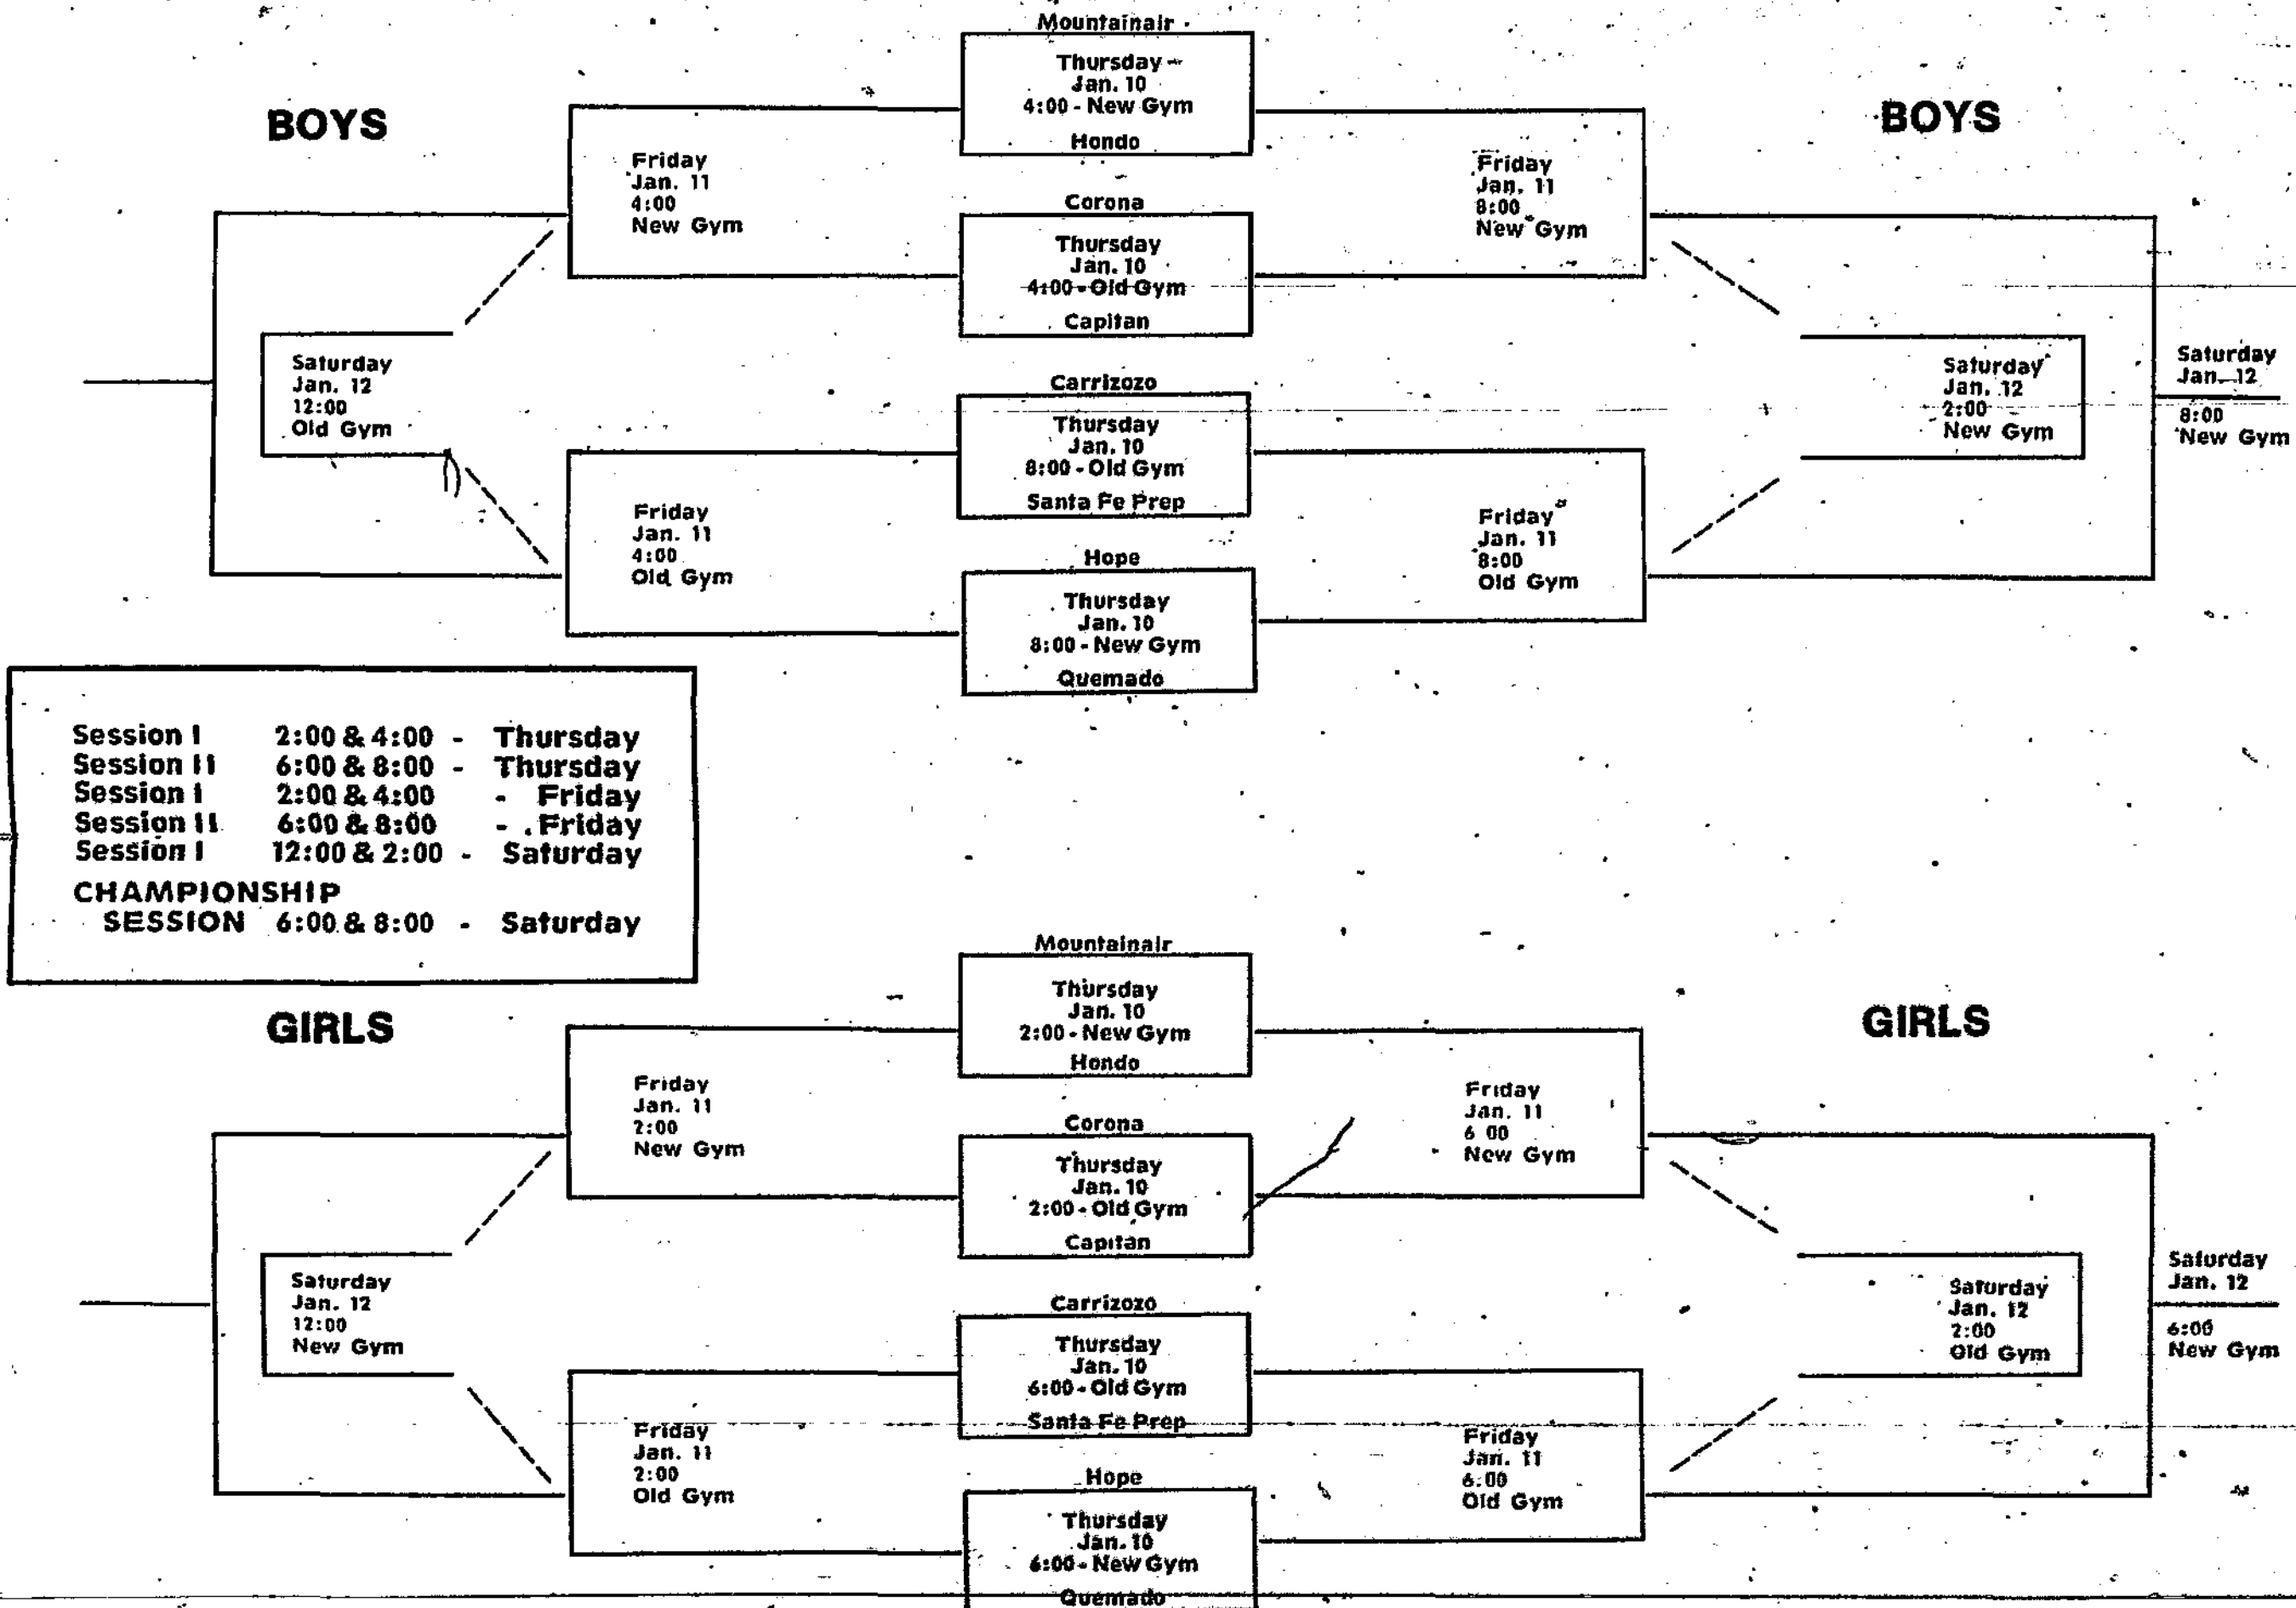 BOYS
BOYS
Mountainair
Thursday
Jan. 10
4:00 - New Gym
Hondo
Corona
Thursday
Jan. 10
4:00 - Old Gym
Capitan
Carrizozo
Thursday
Jan. 10
8:00 - Old Gym
Santa Fe Prep
Hope
Thursday
Jan. 10
8:00 - New Gym
Quemado
Friday
Jan. 11
4:00
New Gym
Friday
Jan. 11
4:00
Old Gym
Saturday
Jan. 12
12:00
Old Gym
Friday
Jan. 11
8:00
New Gym
Friday
Jan. 11
8:00
Old Gym
Saturday
Jan. 12
2:00
New Gym
Saturday
Jan. 12
8:00
New Gym
Session I 2:00 & 4:00 - Thursday
Session II 6:00 & 8:00 - Thursday
Session I 2:00 & 4:00 - Friday
Session II 6:00 & 8:00 - Friday
Session I 12:00 & 2:00 - Saturday
CHAMPIONSHIP
SESSION 6:00 & 8:00 - Saturday
GIRLS
GIRLS
Mountainair
Thursday
Jan. 10
2:00 - New Gym
Hondo
Corona
Thursday
Jan. 10
2:00 - Old Gym
Capitan
Carrizozo
Thursday
Jan. 10
6:00 - Old Gym
Santa Fe Prep
Hope
Thursday
Jan. 10
6:00 - New Gym
Quemado
Friday
Jan. 11
2:00
New Gym
Friday
Jan. 11
2:00
Old Gym
Saturday
Jan. 12
12:00
New Gym
Friday
Jan. 11
6 00
New Gym
Friday
Jan. 11
6:00
Old Gym
Saturday
Jan. 12
2:00
Old Gym
Saturday
Jan. 12
6:00
New Gym